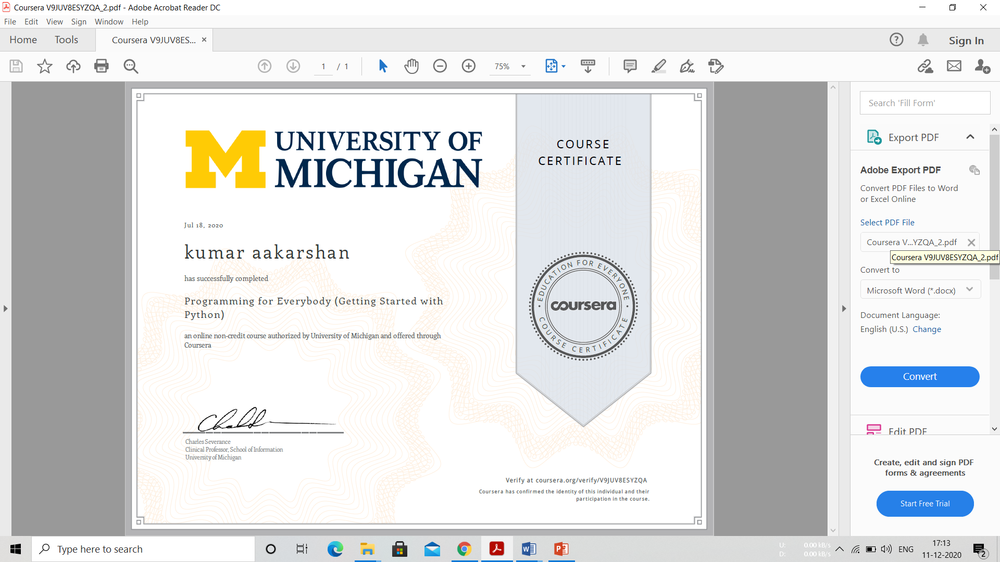 Coursera V9JUV8ESYZQA_2.pdf - Adobe Acrobat Reader DC
File Edit View Sign Window Help
Home Tools Coursera V9JUV8ES... × Sign In
1 / 1 75%
UNIVERSITY OF
MICHIGAN
COURSE
CERTIFICATE
Jul 18, 2020
kumar aakarshan
has successfully completed
Programming for Everybody (Getting Started with
Python)
an online non-credit course authorized by University of Michigan and offered through
Coursera
EDUCATION FOR EVERYONE
coursera
COURSE CERTIFICATE
Charles Severance
Clinical Professor, School of Information
University of Michigan
Verify at coursera.org/verify/V9JUV8ESYZQA
Coursera has confirmed the identity of this individual and their
participation in the course.
Search 'Fill Form'
Export PDF
Adobe Export PDF
Convert PDF Files to Word
or Excel Online
Select PDF File
Coursera V...YZQA_2.pdf
Coursera V9JUV8ESYZQA_2.pdf
Convert to
Microsoft Word (*.docx)
Document Language:
English (U.S.) Change
Convert
Edit PDF
Create, edit and sign PDF
forms & agreements
Start Free Trial
Type here to search
U: 0.00 kB/s
D: 0.00 kB/s
ENG
17:13
11-12-2020
2